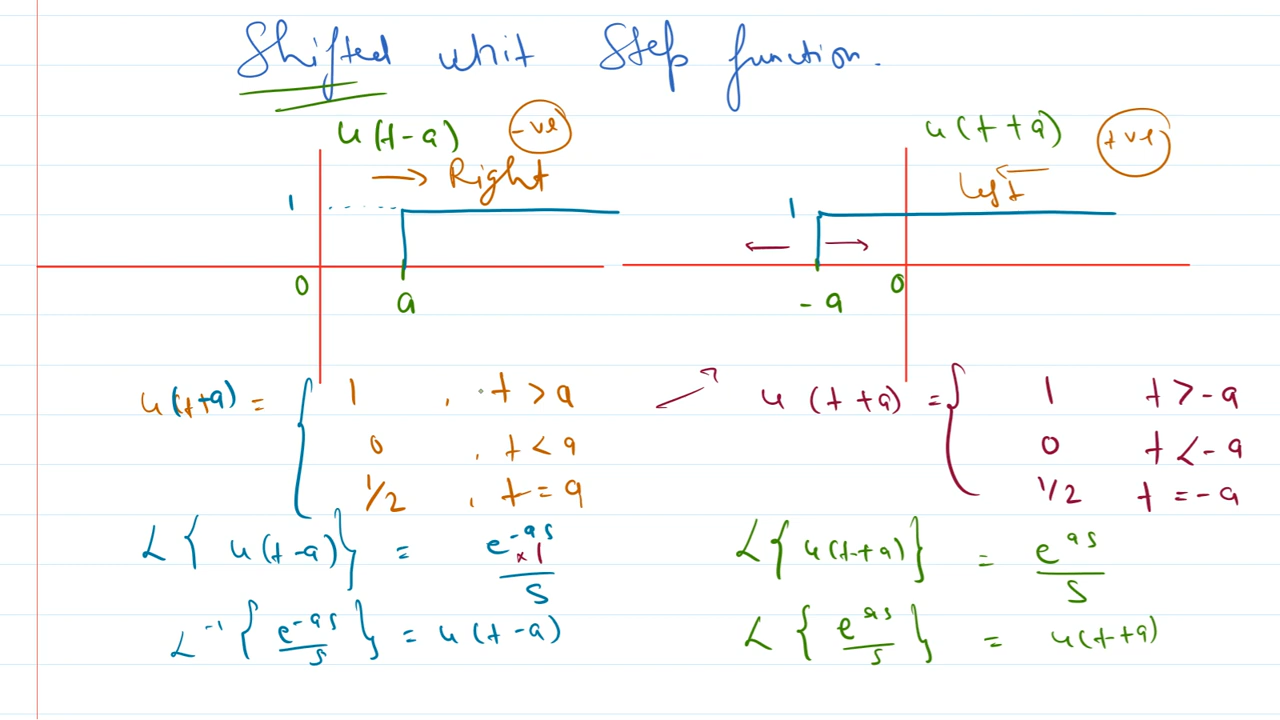 Shifted unit Step function.
u(t-a) -ve
→ Right
1
0
a
u(t+a) +ve
left ←
1
-a
0
u(t+a) = { 1 , t > a
0 , t < a
1/2 , t = a
u(t+a) = { 1 t > -a
0 t < -a
1/2 t = -a
L{u(t-a)} = e^-as × 1 / s
L^-1 {e^-as / s} = u(t-a)
L{u(t+a)} = e^as / s
L{e^as / s} = u(t+a)